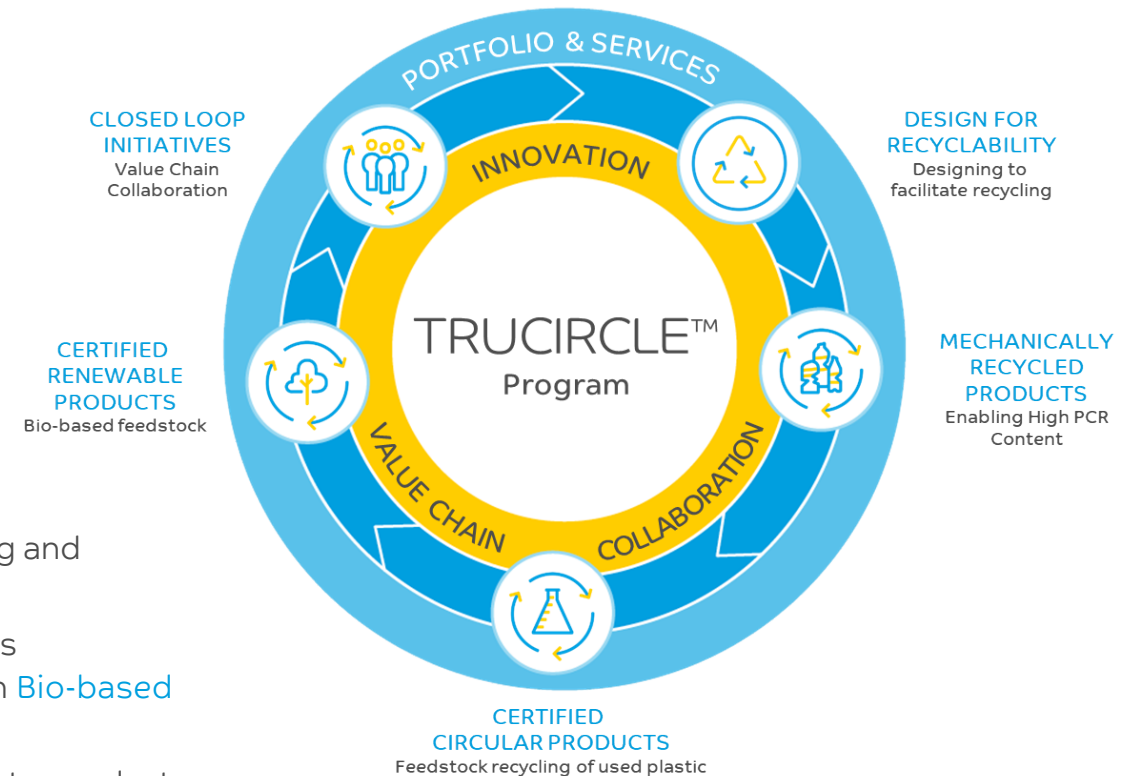 PORTFOLIO & SERVICES
CLOSED LOOP
INITIATIVES
Value Chain
Collaboration
DESIGN FOR
RECYCLABILITY
Designing to
facilitate recycling
INNOVATION
TRUCIRCLE™
Program
CERTIFIED
RENEWABLE
PRODUCTS
Bio-based feedstock
MECHANICALLY
RECYCLED
PRODUCTS
Enabling High PCR
Content
VALUE CHAIN
COLLABORATION
g and
s
n Bio-based
CERTIFIED
CIRCULAR PRODUCTS
Feedstock recycling of used plastic